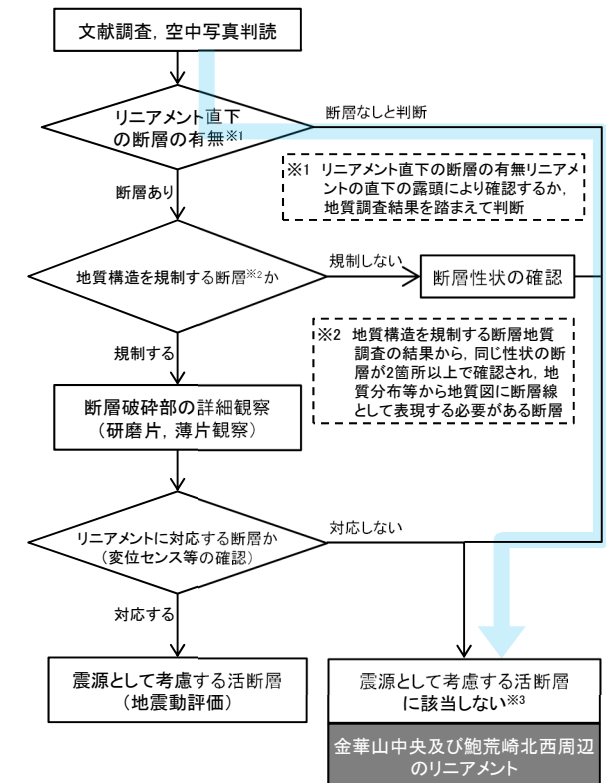 文献調査，空中写真判読
リニアメント直下
の断層の有無※1
断層なしと判断
※1 リニアメント直下の断層の有無リニアメ
ントの直下の露頭により確認するか，
地質調査結果を踏まえて判断
断層あり
地質構造を規制する断層※2か
規制しない
断層性状の確認
※2 地質構造を規制する断層地質
調査の結果から，同じ性状の断
層が2箇所以上で確認され，地
質分布等から地質図に断層線
として表現する必要がある断層
規制する
断層破砕部の詳細観察
（研磨片，薄片観察）
リニアメントに対応する断層か
（変位センス等の確認）
対応しない
対応する
震源として考慮する活断層
（地震動評価）
震源として考慮する活断層
に該当しない※3
金華山中央及び鮑荒崎北西周辺
のリニアメント